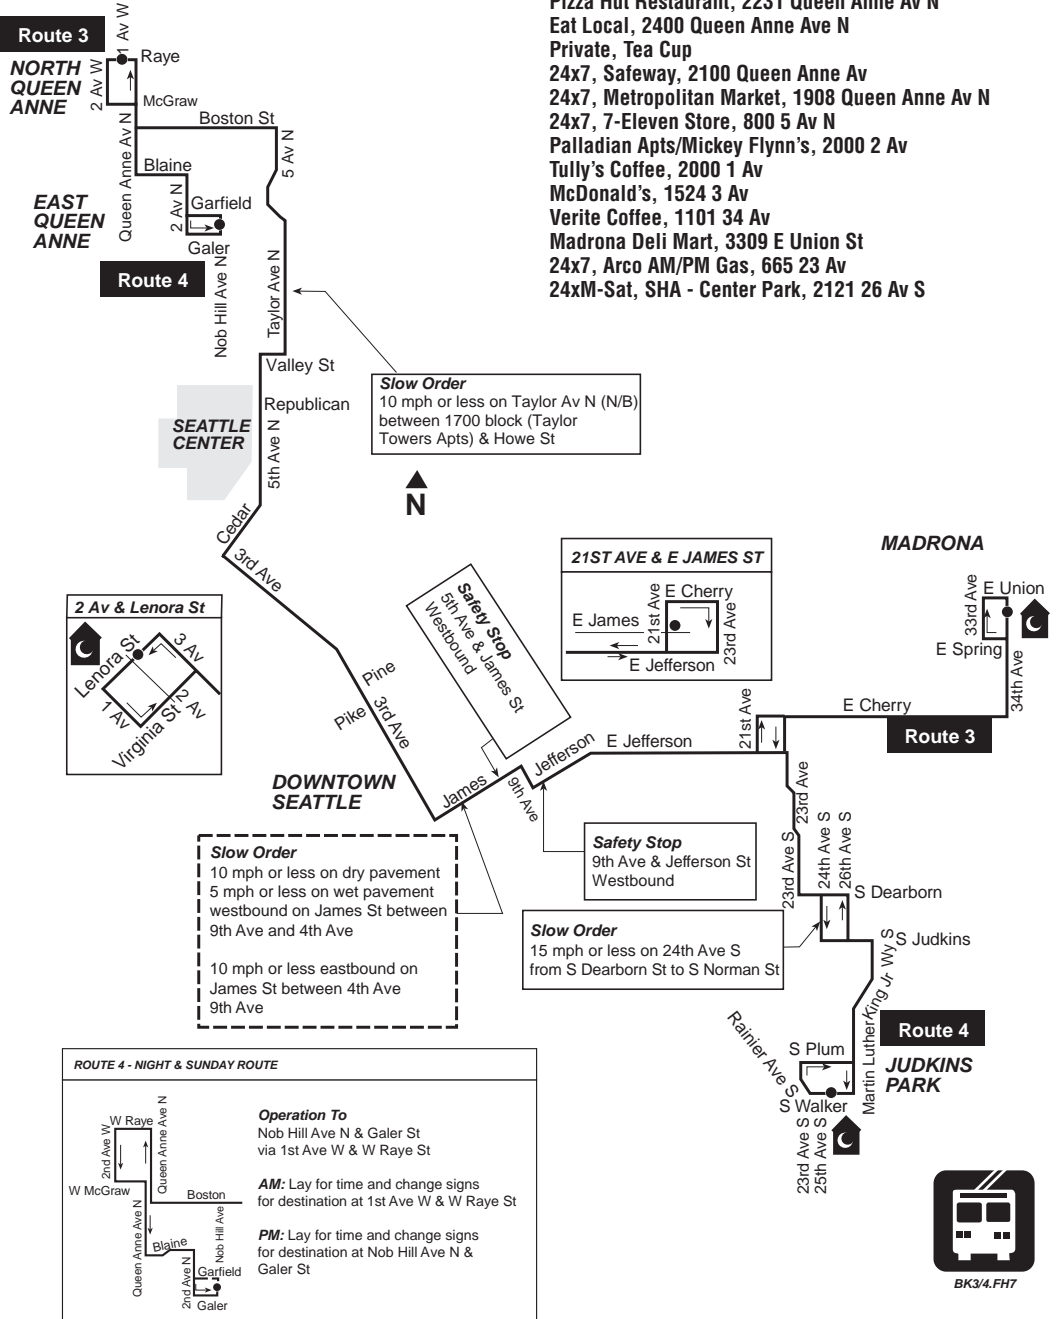 Pizza Hut Restaurant, 2231 Queen Anne Av N
Eat Local, 2400 Queen Anne Ave N
Private, Tea Cup
24x7, Safeway, 2100 Queen Anne Av
24x7, Metropolitan Market, 1908 Queen Anne Av N
24x7, 7-Eleven Store, 800 5 Av N
Palladian Apts/Mickey Flynn's, 2000 2 Av
Tully's Coffee, 2000 1 Av
McDonald's, 1524 3 Av
Verite Coffee, 1101 34 Av
Madrona Deli Mart, 3309 E Union St
24x7, Arco AM/PM Gas, 665 23 Av
24xM-Sat, SHA - Center Park, 2121 26 Av S
Route 3
1 Av W
Raye
NORTH
QUEEN
ANNE
2 Av W
McGraw
Boston St
Queen Anne Av N
5 Av N
Blaine
EAST
QUEEN
ANNE
2 Av N
Garfield
Galer
Route 4
Nob Hill Ave N
Taylor Ave N
Valley St
Slow Order
10 mph or less on Taylor Av N (N/B)
between 1700 block (Taylor
Towers Apts) & Howe St
Republican
SEATTLE
CENTER
5th Ave N
N
Cedar
3rd Ave
2 Av & Lenora St
Lenora St
3 Av
1 Av
2 Av
Virginia St
Safety Stop
5th Ave & James St
Westbound
21ST AVE & E JAMES ST
E Cherry
21st Ave
E James
23rd Ave
E Jefferson
MADRONA
33rd Ave
E Union
E Spring
34th Ave
Pine
Pike
3rd Ave
21st Ave
E Cherry
Route 3
E Jefferson
Jefferson
DOWNTOWN
SEATTLE
James
9th Ave
23rd Ave
Slow Order
10 mph or less on dry pavement
5 mph or less on wet pavement
westbound on James St between
9th Ave and 4th Ave
10 mph or less eastbound on
James St between 4th Ave
9th Ave
Safety Stop
9th Ave & Jefferson St
Westbound
23rd Ave S
24th Ave S
26th Ave S
S Dearborn
Slow Order
15 mph or less on 24th Ave S
from S Dearborn St to S Norman St
S Judkins
Martin Luther King Jr Wy S
Route 4
JUDKINS
PARK
Rainier Ave S
S Plum
S Walker
23rd Ave S
25th Ave S
ROUTE 4 - NIGHT & SUNDAY ROUTE
W Raye
2nd Ave W
Queen Anne Ave N
W McGraw
Boston
Queen Anne Ave N
Nob Hill Ave
Blaine
2nd Ave N
Garfield
Galer
Operation To
Nob Hill Ave N & Galer St
via 1st Ave W & W Raye St
AM: Lay for time and change signs
for destination at 1st Ave W & W Raye St
PM: Lay for time and change signs
for destination at Nob Hill Ave N &
Galer St
BK3/4.FH7